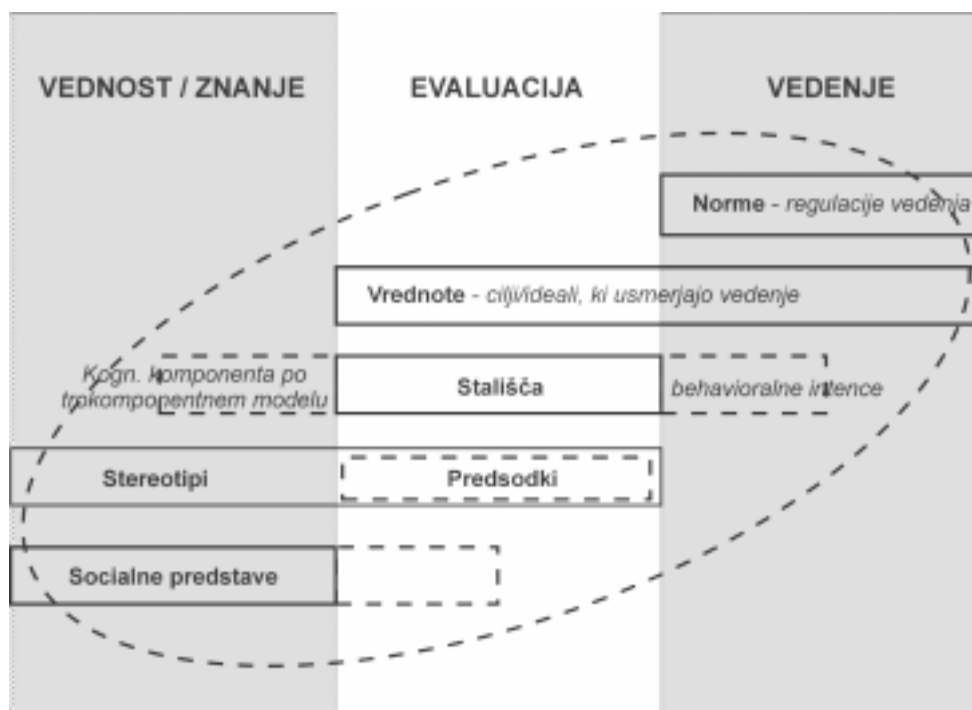 VEDNOST / ZNANJE
EVALUACIJA
VEDENJE
Norme - regulacije vedenja
Vrednote - cilji/ideali, ki usmerjajo vedenje
Kogn. komponenta po
trokomponentnem modelu
Stališča
behavioralne intence
Stereotipi
Predsodki
Socialne predstave